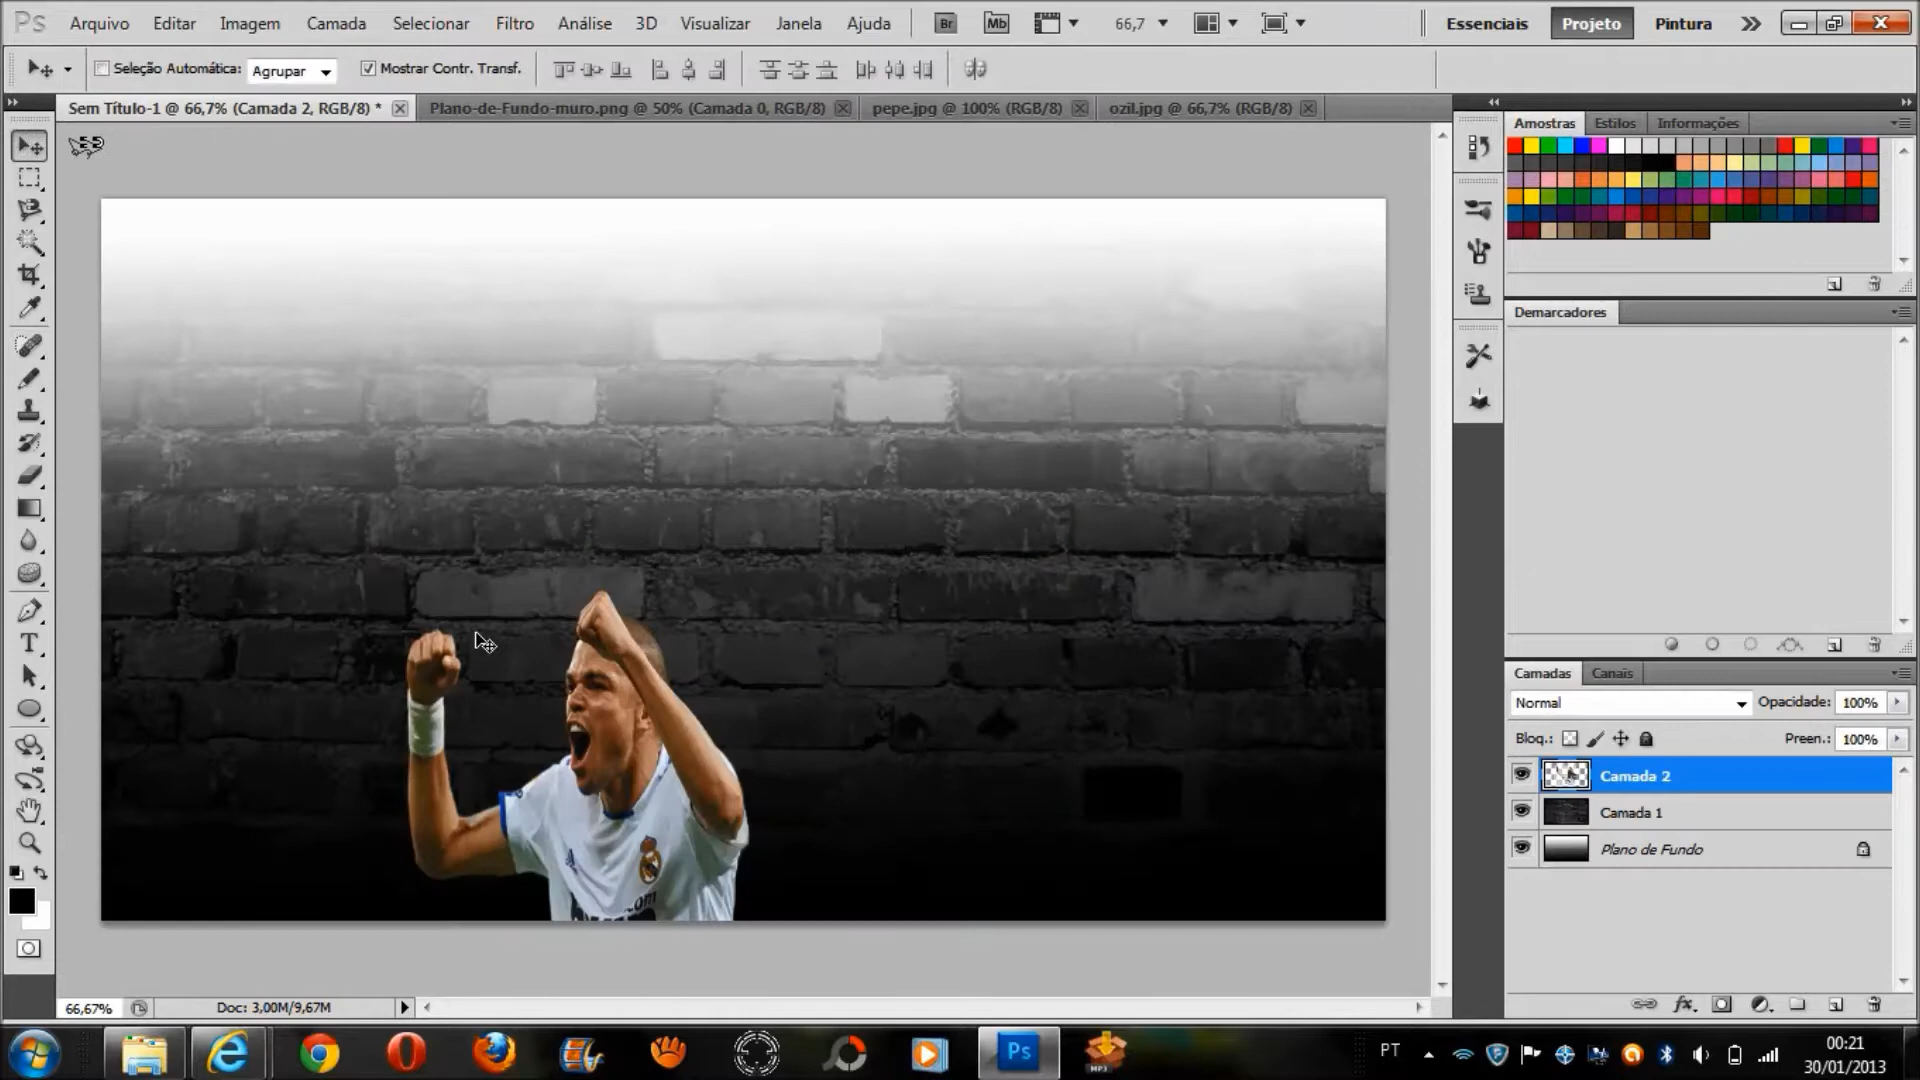 Ps Arquivo Editar Imagem Camada Selecionar Filtro Análise 3D Visualizar Janela Ajuda Br Mb 66,7 Essenciais Projeto Pintura
Seleção Automática: Agrupar Mostrar Contr. Transf.
Sem Título-1 @ 66,7% (Camada 2, RGB/8) * Plano-de-Fundo-muro.png @ 50% (Camada 0, RGB/8) pepe.jpg @ 100% (RGB/8) ozil.jpg @ 66,7% (RGB/8)
Amostras Estilos Informações
Demarcadores
Camadas Canais
Normal Opacidade: 100%
Bloq.: Preen.: 100%
Camada 2
Camada 1
Plano de Fundo
T
.com
66,67% Doc: 3,00M/9,67M
Ps MP3 PT 00:21
30/01/2013